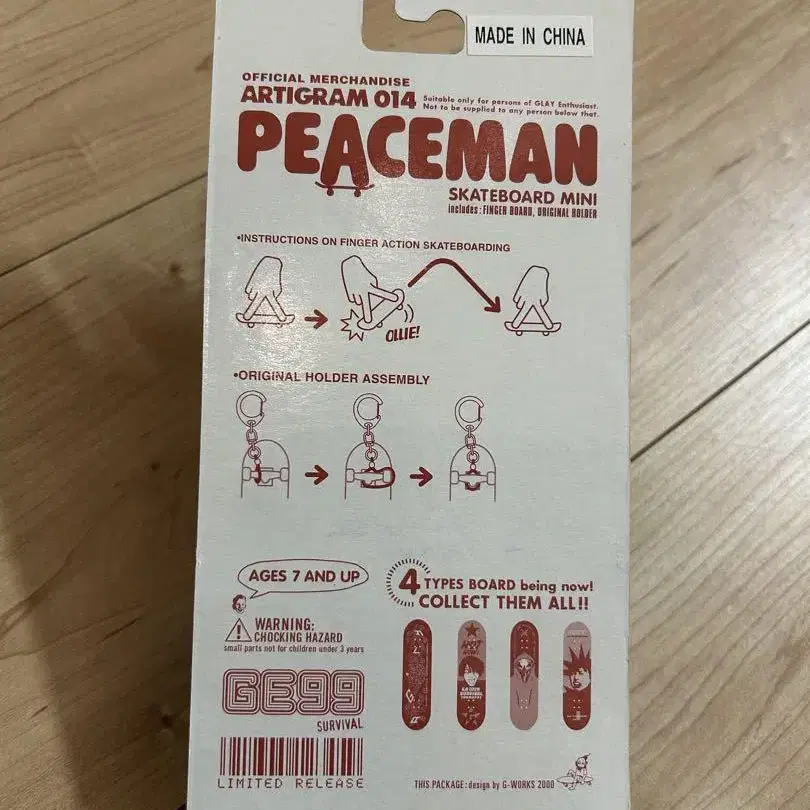 MADE IN CHINA
OFFICIAL MERCHANDISE
ARTIGRAM 014
Suitable only for persons of GLAY Enthusiast.
Not to be supplied to any person below that.
PEACEMAN
SKATEBOARD MINI
includes: FINGER BOARD, ORIGINAL HOLDER
•INSTRUCTIONS ON FINGER ACTION SKATEBOARDING
OLLIE!
•ORIGINAL HOLDER ASSEMBLY
AGES 7 AND UP
4 TYPES BOARD being now!
COLLECT THEM ALL!!
WARNING:
CHOCKING HAZARD
small parts not for children under 3 years
GE99
SURVIVAL
LIMITED RELEASE
THIS PACKAGE: design by G-WORKS 2000